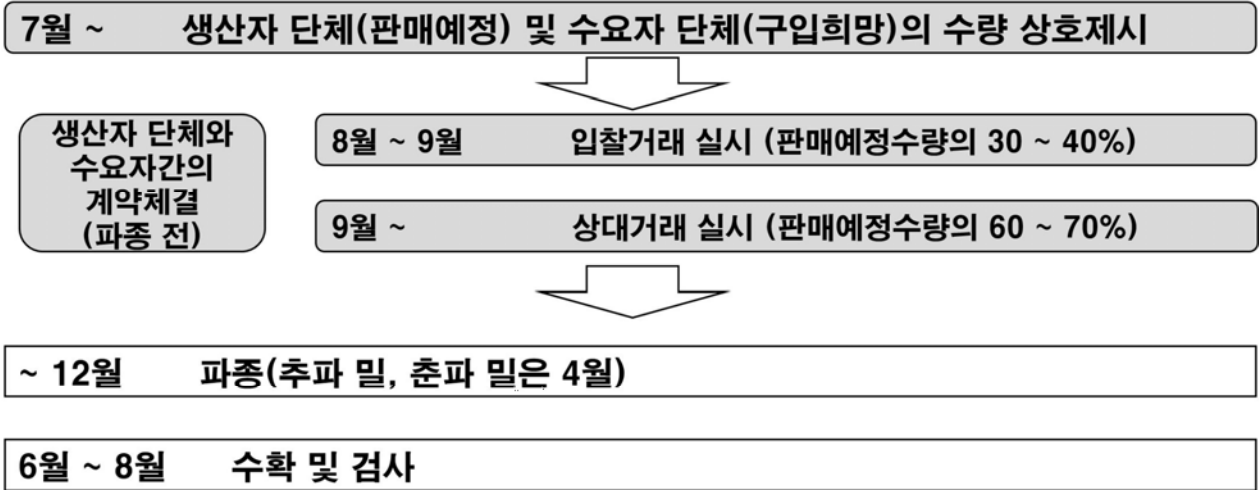 7월 ~ 생산자 단체(판매예정) 및 수요자 단체(구입희망)의 수량 상호제시
생산자 단체와
수요자간의
계약체결
(파종 전)
8월 ~ 9월 입찰거래 실시 (판매예정수량의 30 ~ 40%)
9월 ~ 상대거래 실시 (판매예정수량의 60 ~ 70%)
~ 12월 파종(추파 밀, 춘파 밀은 4월)
6월 ~ 8월 수확 및 검사